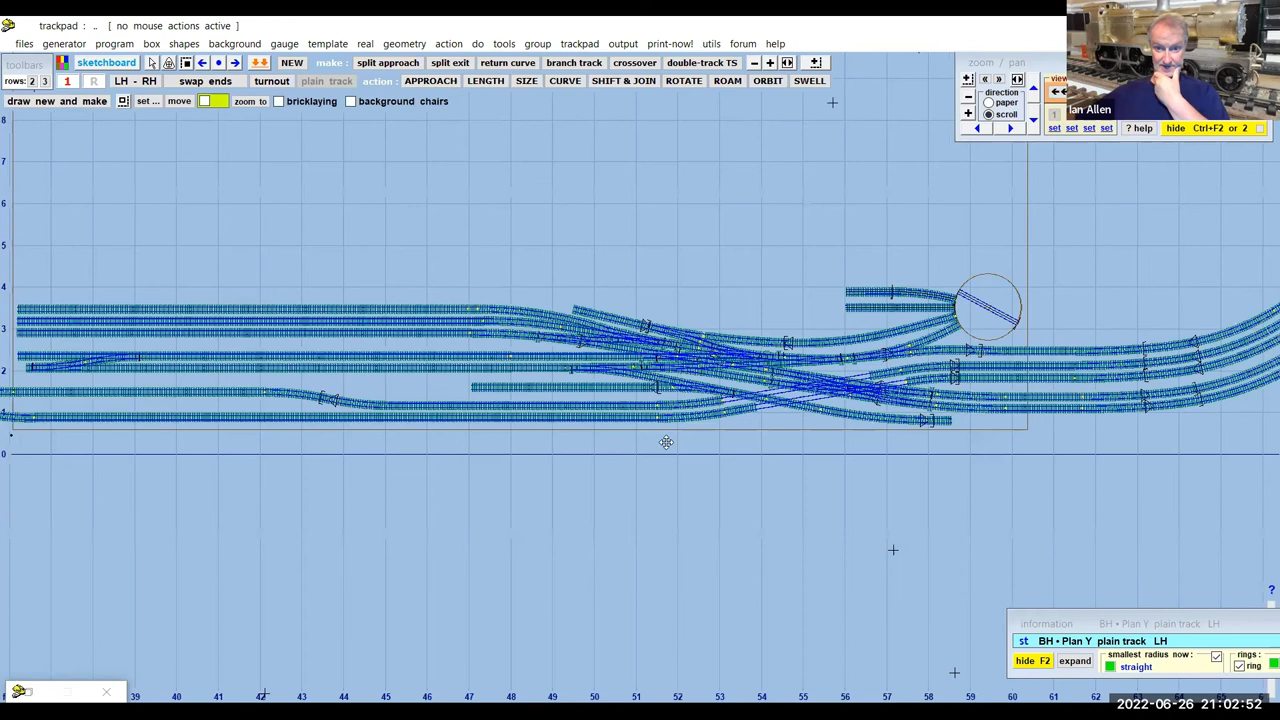 trackpad : .. [ no mouse actions active ]
files generator program box shapes background gauge template real geometry action do tools group trackpad output print-now! utils forum help
toolbars sketchboard NEW make : split approach split exit return curve branch track crossover double-track TS
rows: 2 3 1 R LH - RH swap ends turnout plain track action : APPROACH LENGTH SIZE CURVE SHIFT & JOIN ROTATE ROAM ORBIT SWELL
draw new and make set ... move zoom to bricklaying background chairs
zoom / pan
direction
paper
scroll
view
1
set set set set ? help hide Ctrl+F2 or 2
Ian Allen
8
7
6
5
4
3
2
1
0
39 40 41 42 43 44 45 46 47 48 49 50 51 52 53 54 55 56 57 58 59 60 61 62 63 64 65
?
information BH • Plan Y plain track LH
st BH • Plan Y plain track LH
hide F2 expand
smallest radius now :
straight
rings :
ring
2022-06-26 21:02:52